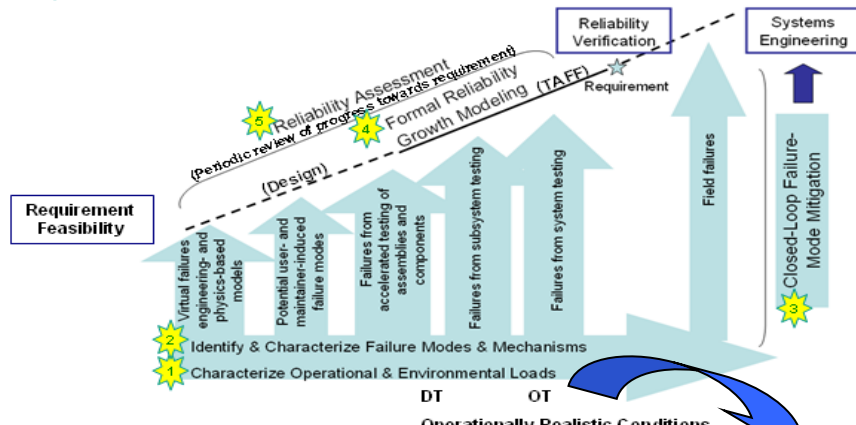 Reliability
Verification
Systems
Engineering
Requirement
5
Reliability Assessment
(Periodic review of progress towards requirement)
4
Formal Reliability
Growth Modeling
(TAFF)
(Design)
Requirement
Feasibility
Virtual failures
engineering- and
physics-based
models
Potential user- and
maintainer-induced
failure modes
Failures from
accelerated testing of
assemblies and
components
Failures from subsystem testing
Failures from system testing
Field failures
Closed-Loop Failure-
Mode Mitigation
3
2
Identify & Characterize Failure Modes & Mechanisms
1
Characterize Operational & Environmental Loads
DT
OT
Operationally Realistic Conditions